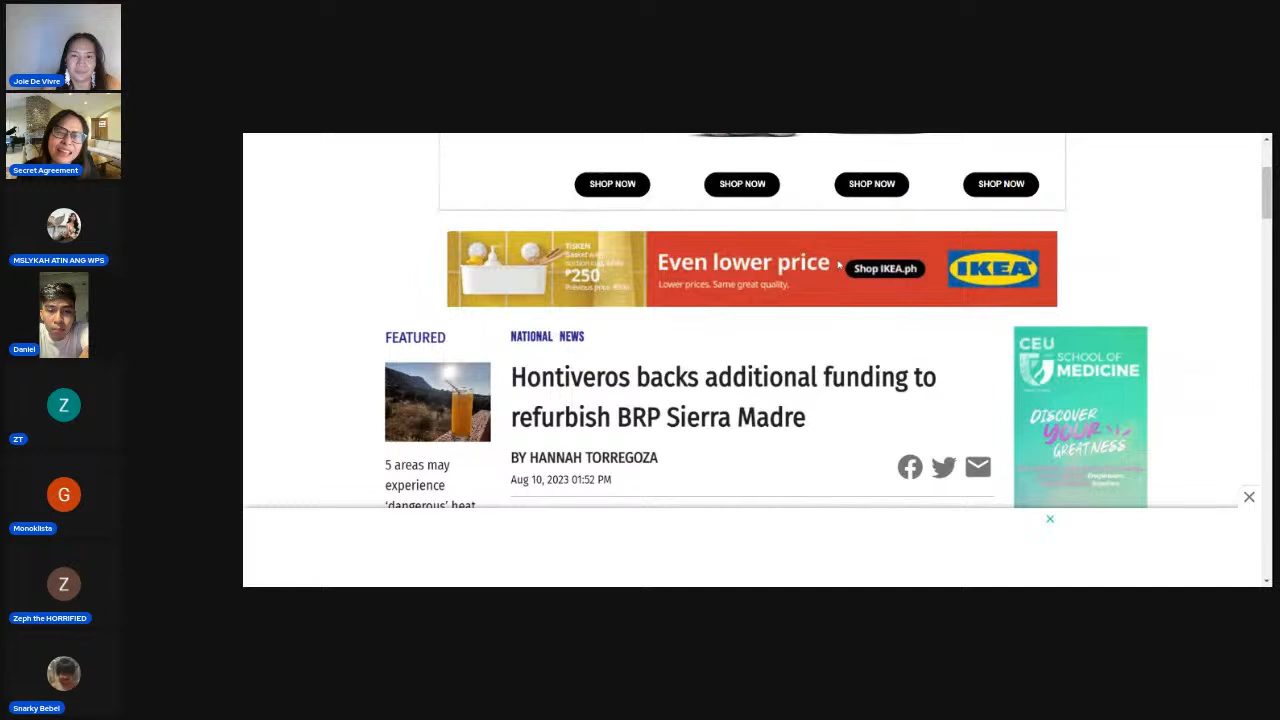 Joie De Vivre
Secret Agreement
MSLYKAH ATIN ANG WPS
Daniel
Z
ZT
G
Monoklista
Z
Zeph the HORRIFIED
Snarky Bebel
SHOP NOW
SHOP NOW
SHOP NOW
SHOP NOW
TISKEN
₱250
Even lower price
Lower prices. Same great quality.
Shop IKEA.ph
IKEA
FEATURED
5 areas may
experience
‘dangerous’ heat
NATIONAL NEWS
Hontiveros backs additional funding to
refurbish BRP Sierra Madre
BY HANNAH TORREGOZA
Aug 10, 2023 01:52 PM
CEU
SCHOOL OF
MEDICINE
DISCOVER
YOUR
GREATNESS